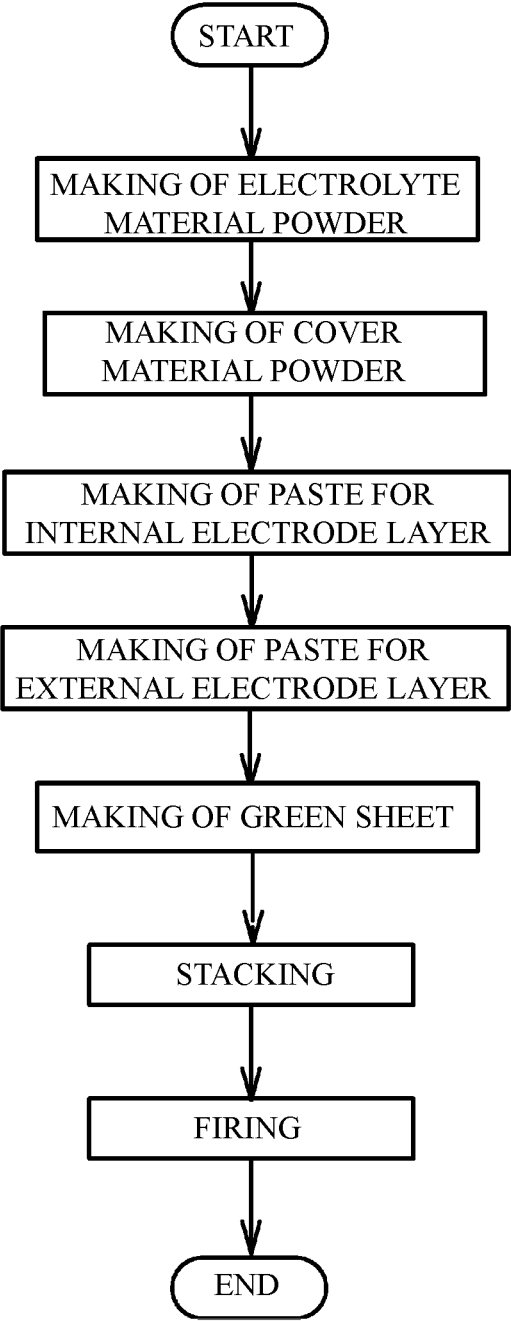 START
MAKING OF ELECTROLYTE
MATERIAL POWDER
MAKING OF COVER
MATERIAL POWDER
MAKING OF PASTE FOR
INTERNAL ELECTRODE LAYER
MAKING OF PASTE FOR
EXTERNAL ELECTRODE LAYER
MAKING OF GREEN SHEET
STACKING
FIRING
END